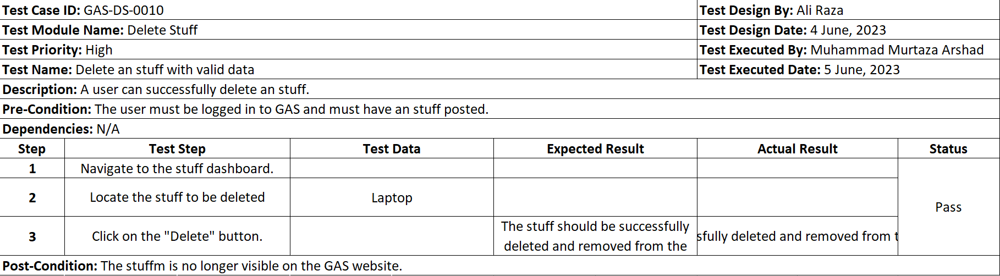 Test Case ID: GAS-DS-0010
Test Design By: Ali Raza
Test Module Name: Delete Stuff
Test Design Date: 4 June, 2023
Test Priority: High
Test Executed By: Muhammad Murtaza Arshad
Test Name: Delete an stuff with valid data
Test Executed Date: 5 June, 2023
Description: A user can successfully delete an stuff.
Pre-Condition: The user must be logged in to GAS and must have an stuff posted.
Dependencies: N/A
Step Test Step Test Data Expected Result Actual Result Status
1 Navigate to the stuff dashboard.
2 Locate the stuff to be deleted Laptop
Pass
3 Click on the "Delete" button.
The stuff should be successfully
deleted and removed from the
sfully deleted and removed from t
Post-Condition: The stuffm is no longer visible on the GAS website.